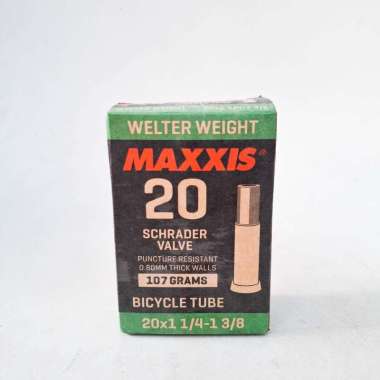 WELTER WEIGHT
MAXXIS®
20
SCHRADER
VALVE
PUNCTURE RESISTANT
0.80MM THICK WALLS
107 GRAMS
BICYCLE TUBE
20x1 1/4-1 3/8